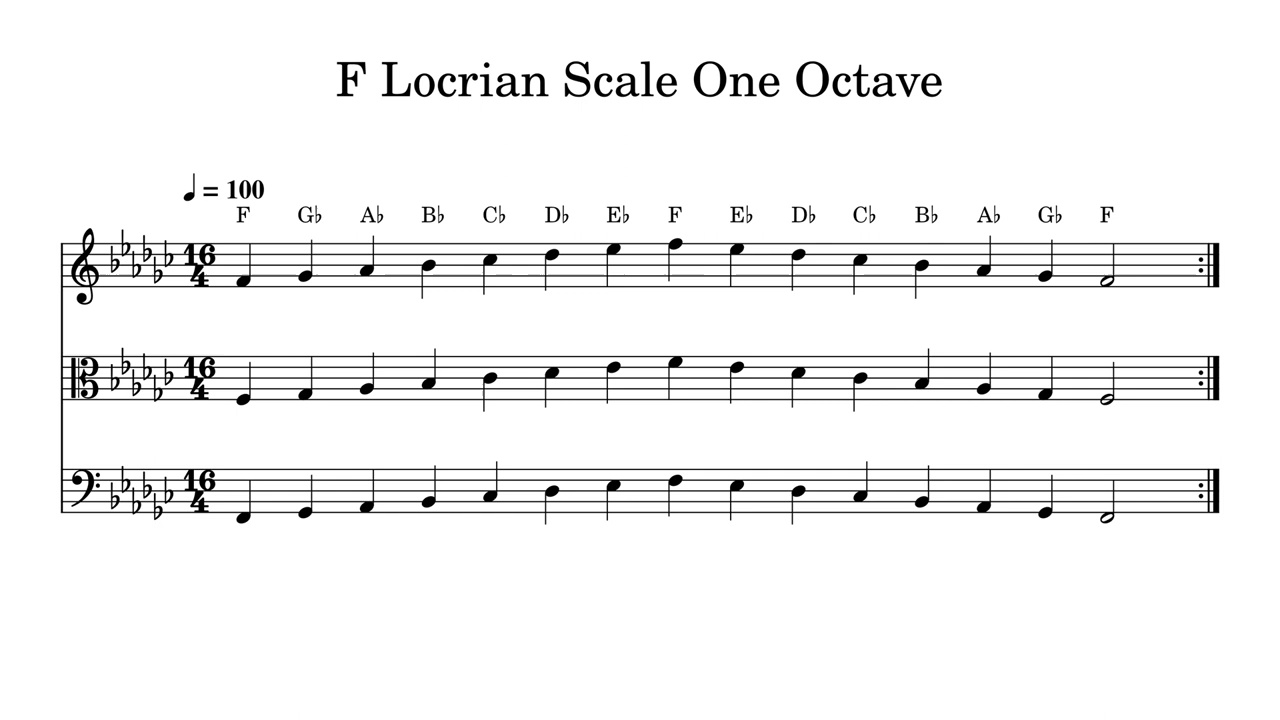 F Locrian Scale One Octave
♩ = 100
F G♭ A♭ B♭ C♭ D♭ E♭ F E♭ D♭ C♭ B♭ A♭ G♭ F
16
4
16
4
16
4